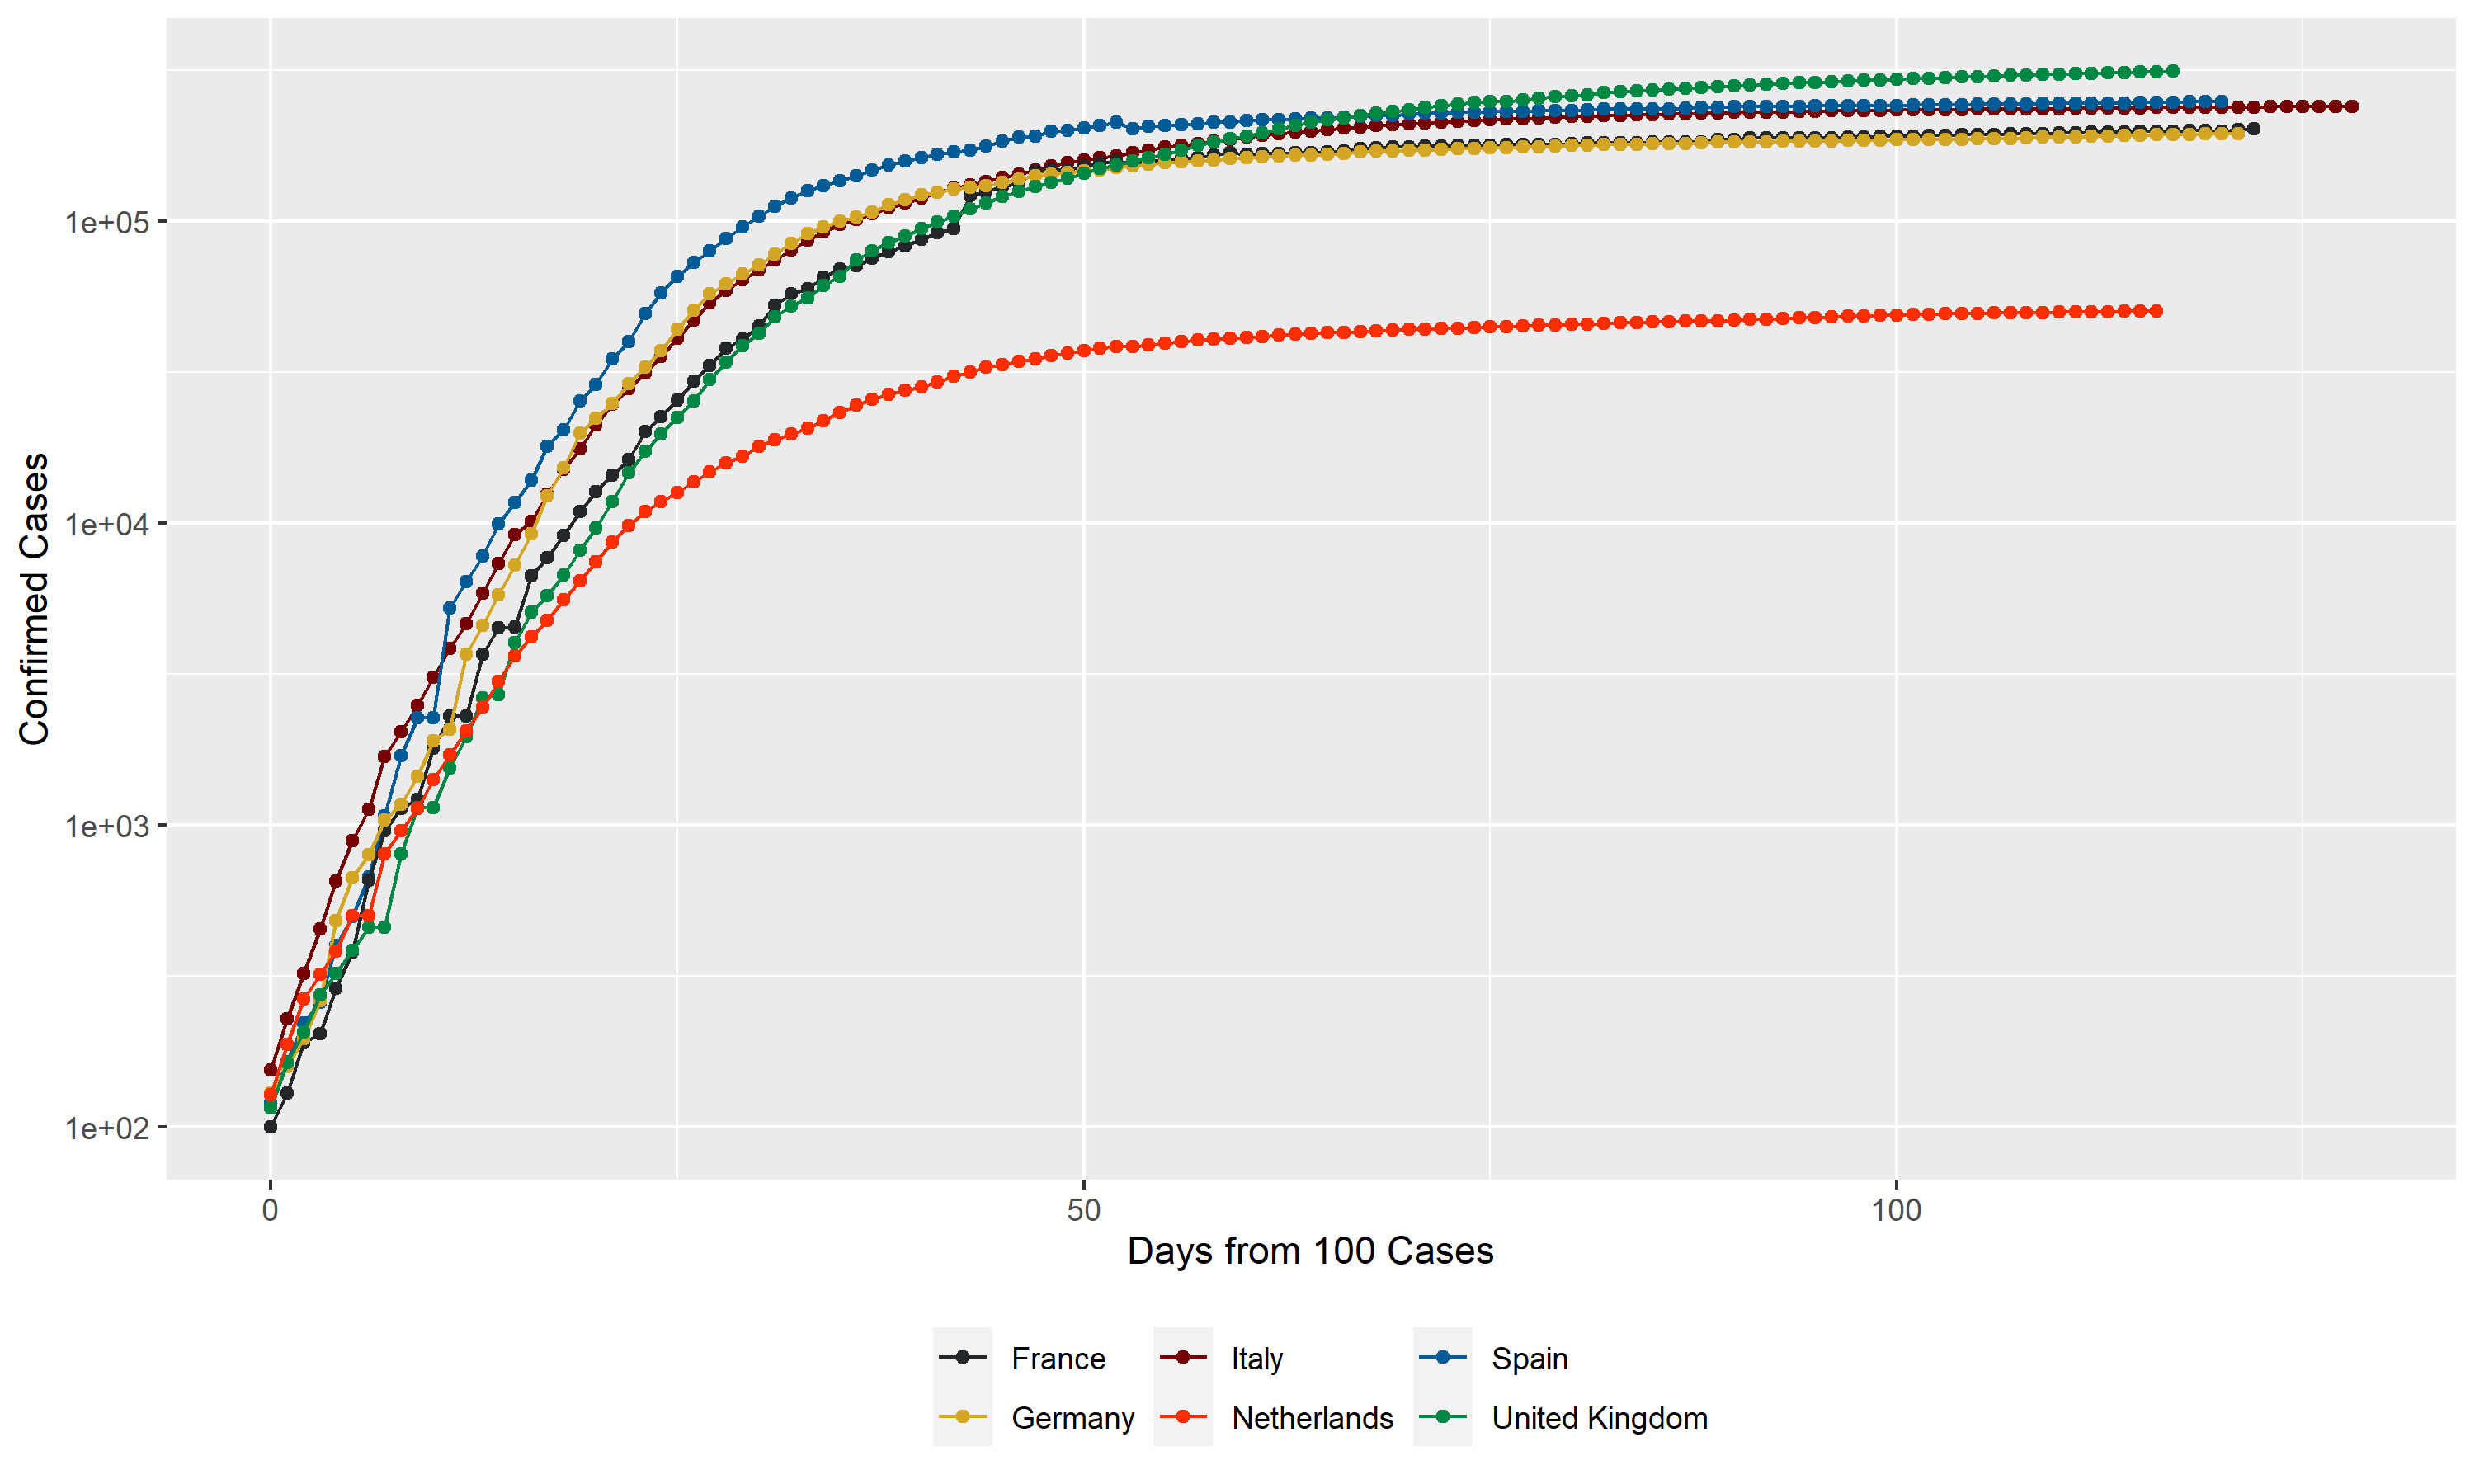 Confirmed Cases
1e+05
1e+04
1e+03
1e+02
0 50 100
Days from 100 Cases
France Italy Spain
Germany Netherlands United Kingdom